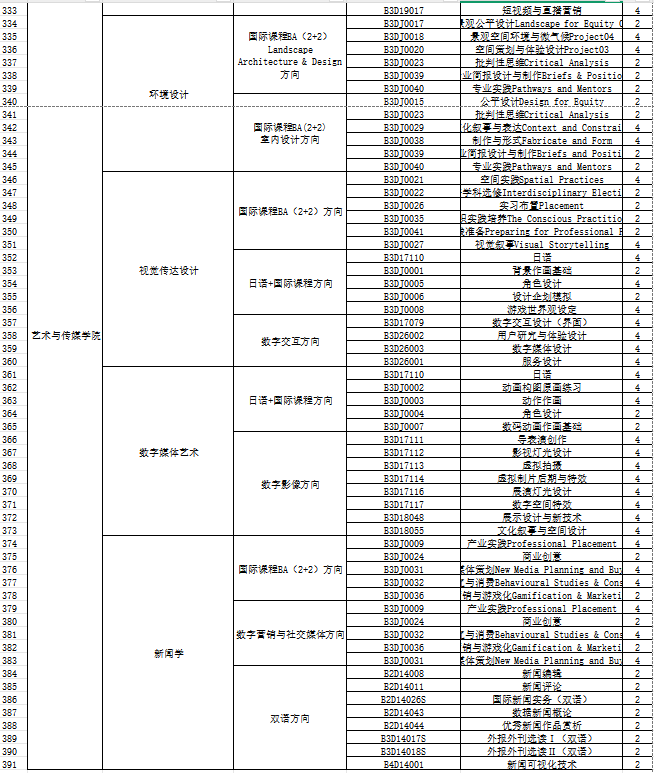 333 B3D19017 短视频与直播营销 4
334 B3DJ0017 景观公平设计Landscape for Equity 2
335 国际课程BA（2+2） B3DJ0018 景观空间环境与微气候Project04 4
336 Landscape B3DJ0020 空间策划与体验设计Project03 4
337 Architecture & Design B3DJ0023 批判性思维Critical Analysis 2
338 方向 B3DJ0039 业简报设计与制作Briefs & Positio 2
339 B3DJ0040 专业实践Pathways and Mentors 4
环境设计
340 B3DJ0015 公平设计Design for Equity 2
341 B3DJ0023 批判性思维Critical Analysis 2
342 国际课程BA(2+2) B3DJ0029 化叙事与表达Context and Constrai 4
343 室内设计方向 B3DJ0038 制作与形式Fabricate and Form 4
344 B3DJ0039 业简报设计与制作Briefs and Positi 2
345 B3DJ0040 专业实践Pathways and Mentors 4
346 B3DJ0021 空间实践Spatial Practices 4
347 B3DJ0022 学科选修Interdisciplinary Electi 2
348 国际课程BA（2+2）方向 B3DJ0026 实习布置Placement 2
349 B3DJ0035 识实践培养The Conscious Practitio 2
350 B3DJ0041 准备Preparing for Professional 2
351 B3DJ0027 视觉叙事Visual Storytelling 4
352 B3D17110 日语 4
353 视觉传达设计 B3DJ0001 背景作画基础 2
354 日语+国际课程方向 B3DJ0005 角色设计 4
355 B3DJ0006 设计企划模拟 2
356 B3DJ0008 游戏世界观设定 4
357 B3D17079 数字交互设计（界面） 4
358 艺术与传媒学院 数字交互方向 B3D26002 用户研究与体验设计 4
359 B3D26003 数字媒体设计 4
360 B3D26001 服务设计 4
361 B3D17110 日语 4
362 B3DJ0002 动画构图原画练习 4
363 日语+国际课程方向 B3DJ0003 动作作画 4
364 B3DJ0004 角色设计 2
365 B3DJ0007 数码动画作画基础 2
366 B3D17111 导表演创作 4
367 数字媒体艺术 B3D17112 影视灯光设计 4
368 B3D17113 虚拟拍摄 4
369 数字影像方向 B3D17114 虚拟制片后期与特效 4
370 B3D17116 展演灯光设计 4
371 B3D17117 数字空间特效 4
372 B3D18048 展示设计与新技术 4
373 B3D18055 文化叙事与空间设计 4
374 B3DJ0009 产业实践Professional Placement 4
375 B3DJ0024 商业创意 2
376 国际课程BA（2+2）方向 B3DJ0031 媒体策划New Media Planning and Buy 4
377 B3DJ0032 与消费Behavioural Studies & Cons 4
378 B3DJ0036 销与游戏化Gamification & Marketi 2
379 B3DJ0009 产业实践Professional Placement 4
380 B3DJ0024 商业创意 2
381 数字营销与社交媒体方向 B3DJ0032 与消费Behavioural Studies & Cons 4
382 新闻学 B3DJ0036 销与游戏化Gamification & Marketi 2
383 B3DJ0031 媒体策划New Media Planning and Buy 4
384 B2D14008 新闻编辑 2
385 B2D14011 新闻评论 2
386 B2D14026S 国际新闻实务（双语） 2
387 双语方向 B2D14043 数据新闻概论 2
388 B2D14044 优秀新闻作品赏析 2
389 B3D14017S 外报外刊选读Ⅰ（双语） 2
390 B3D14018S 外报外刊选读Ⅱ（双语） 2
391 B4D14001 新闻可视化技术 2